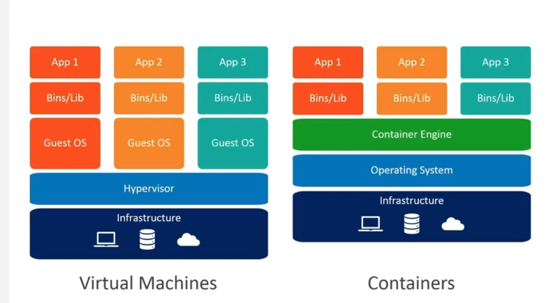 App 1
App 2
App 3
Bins/Lib
Bins/Lib
Bins/Lib
Guest OS
Guest OS
Guest OS
Hypervisor
Infrastructure
Virtual Machines
App 1
App 2
App 3
Bins/Lib
Bins/Lib
Bins/Lib
Container Engine
Operating System
Infrastructure
Containers